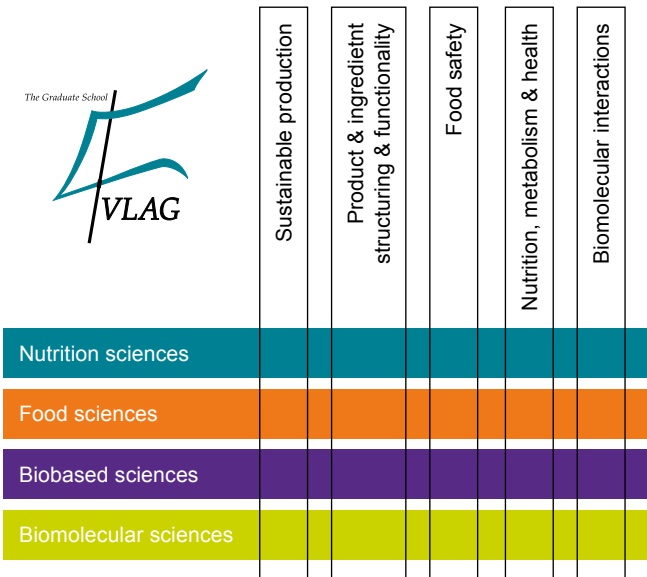 The Graduate School
VLAG
Sustainable production
Product & ingredietnt
structuring & functionality
Food safety
Nutrition, metabolism & health
Biomolecular interactions
Nutrition sciences
Food sciences
Biobased sciences
Biomolecular sciences